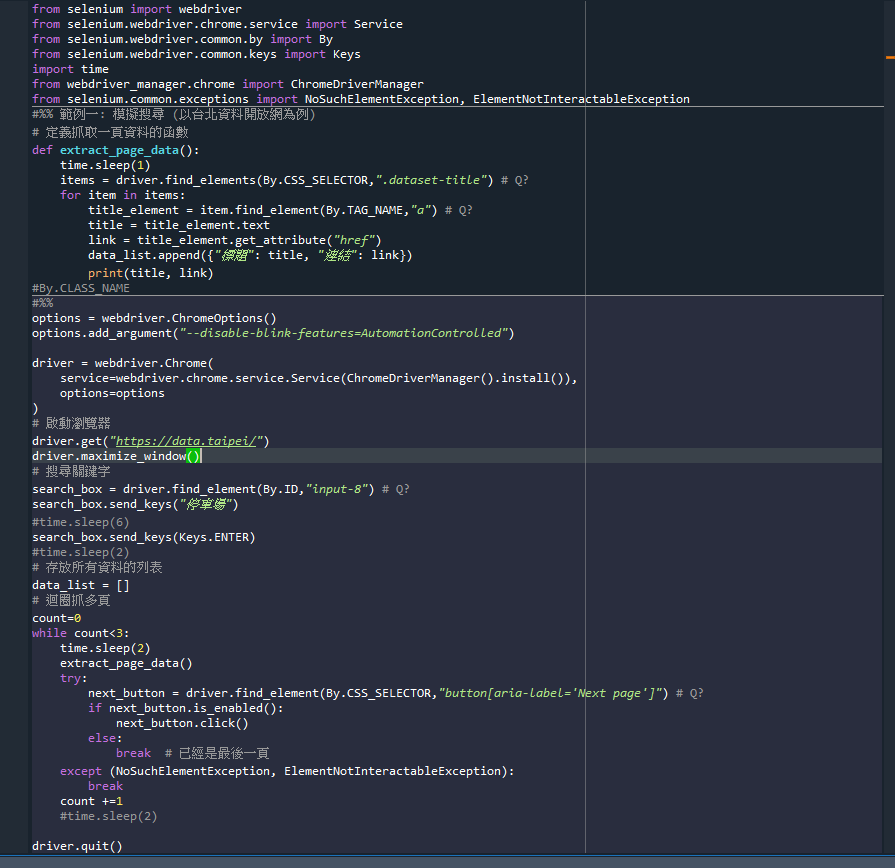 from selenium import webdriver
from selenium.webdriver.chrome.service import Service
from selenium.webdriver.common.by import By
from selenium.webdriver.common.keys import Keys
import time
from webdriver_manager.chrome import ChromeDriverManager
from selenium.common.exceptions import NoSuchElementException, ElementNotInteractableException
#%% 範例一: 模擬搜尋 (以台北資料開放網為例)
# 定義抓取一頁資料的函數
def extract_page_data():
    time.sleep(1)
    items = driver.find_elements(By.CSS_SELECTOR,".dataset-title") # Q?
    for item in items:
        title_element = item.find_element(By.TAG_NAME,"a") # Q?
        title = title_element.text
        link = title_element.get_attribute("href")
        data_list.append({"標題": title, "連結": link})
        print(title, link)
#By.CLASS_NAME
#%%
options = webdriver.ChromeOptions()
options.add_argument("--disable-blink-features=AutomationControlled")
driver = webdriver.Chrome(
    service=webdriver.chrome.service.Service(ChromeDriverManager().install()),
    options=options
)
# 啟動瀏覽器
driver.get("https://data.taipei/")
driver.maximize_window()
# 搜尋關鍵字
search_box = driver.find_element(By.ID,"input-8") # Q?
search_box.send_keys("停車場")
#time.sleep(6)
search_box.send_keys(Keys.ENTER)
#time.sleep(2)
# 存放所有資料的列表
data_list = []
# 迴圈抓多頁
count=0
while count<3:
    time.sleep(2)
    extract_page_data()
    try:
        next_button = driver.find_element(By.CSS_SELECTOR,"button[aria-label='Next page']") # Q?
        if next_button.is_enabled():
            next_button.click()
        else:
            break  # 已經是最後一頁
    except (NoSuchElementException, ElementNotInteractableException):
        break
    count +=1
    #time.sleep(2)
driver.quit()